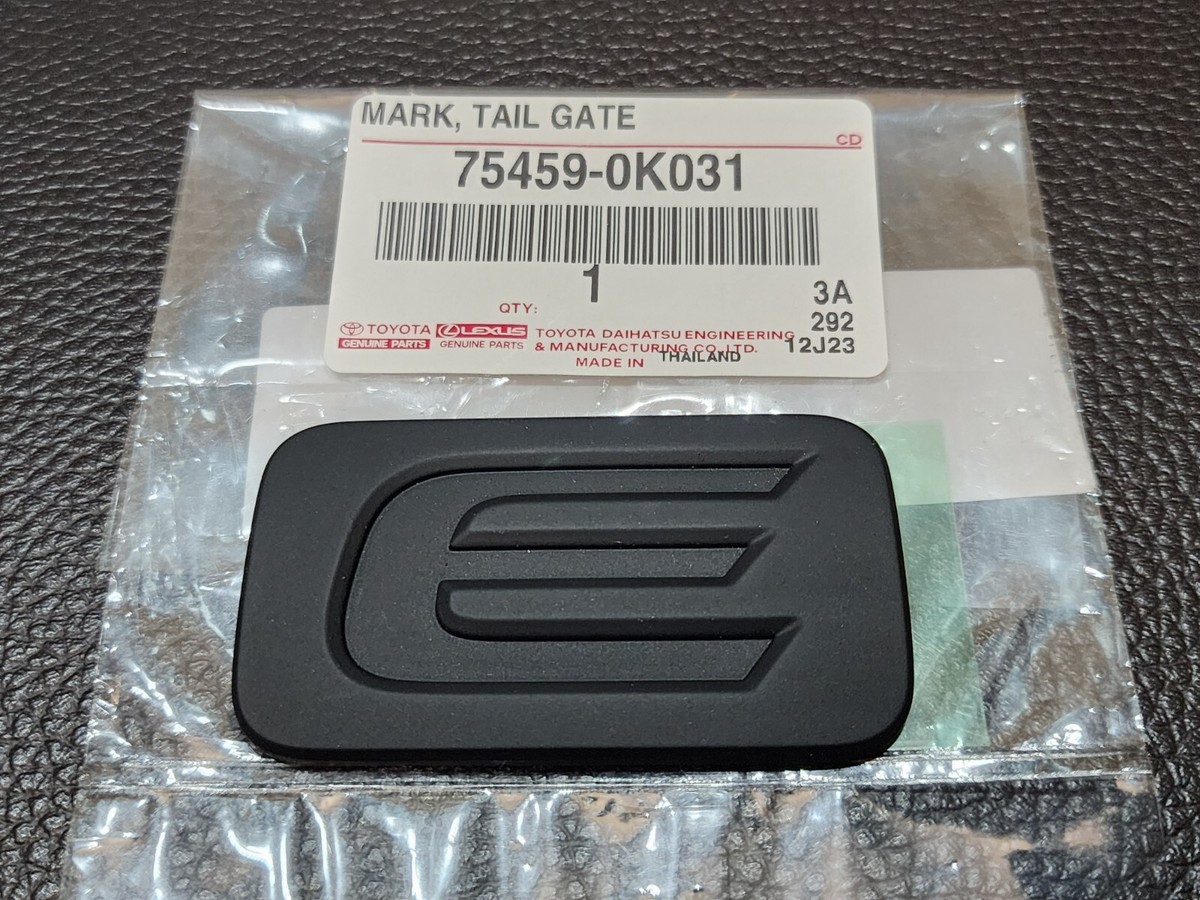 MARK, TAIL GATE
CD
75459-0K031
1
QTY:
3A
292
12J23
TOYOTA
GENUINE PARTS
LEXUS
GENUINE PARTS
TOYOTA DAIHATSU ENGINEERING
& MANUFACTURING CO., LTD.
MADE IN THAILAND